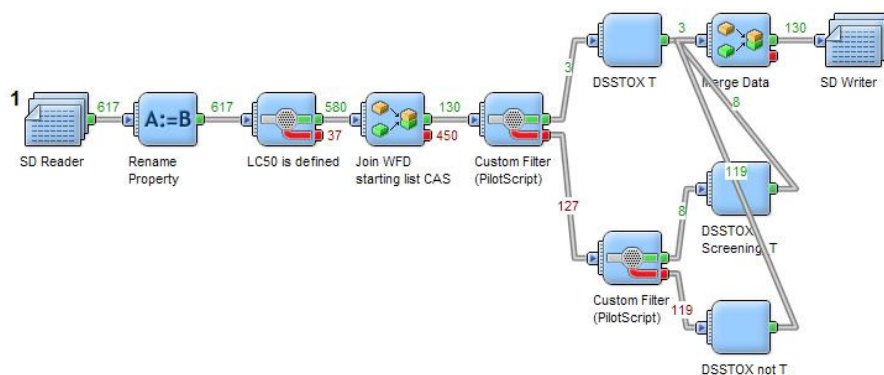 1
617
SD Reader
A:=B
617
Rename
Property
580
37
LC50 is defined
130
450
Join WFD
starting list CAS
Custom Filter
(PilotScript)
3
127
DSSTOX T
3
Merge Data
130
SD Writer
8
119
Custom Filter
(PilotScript)
8
119
DSSTOX
Screening T
DSSTOX not T